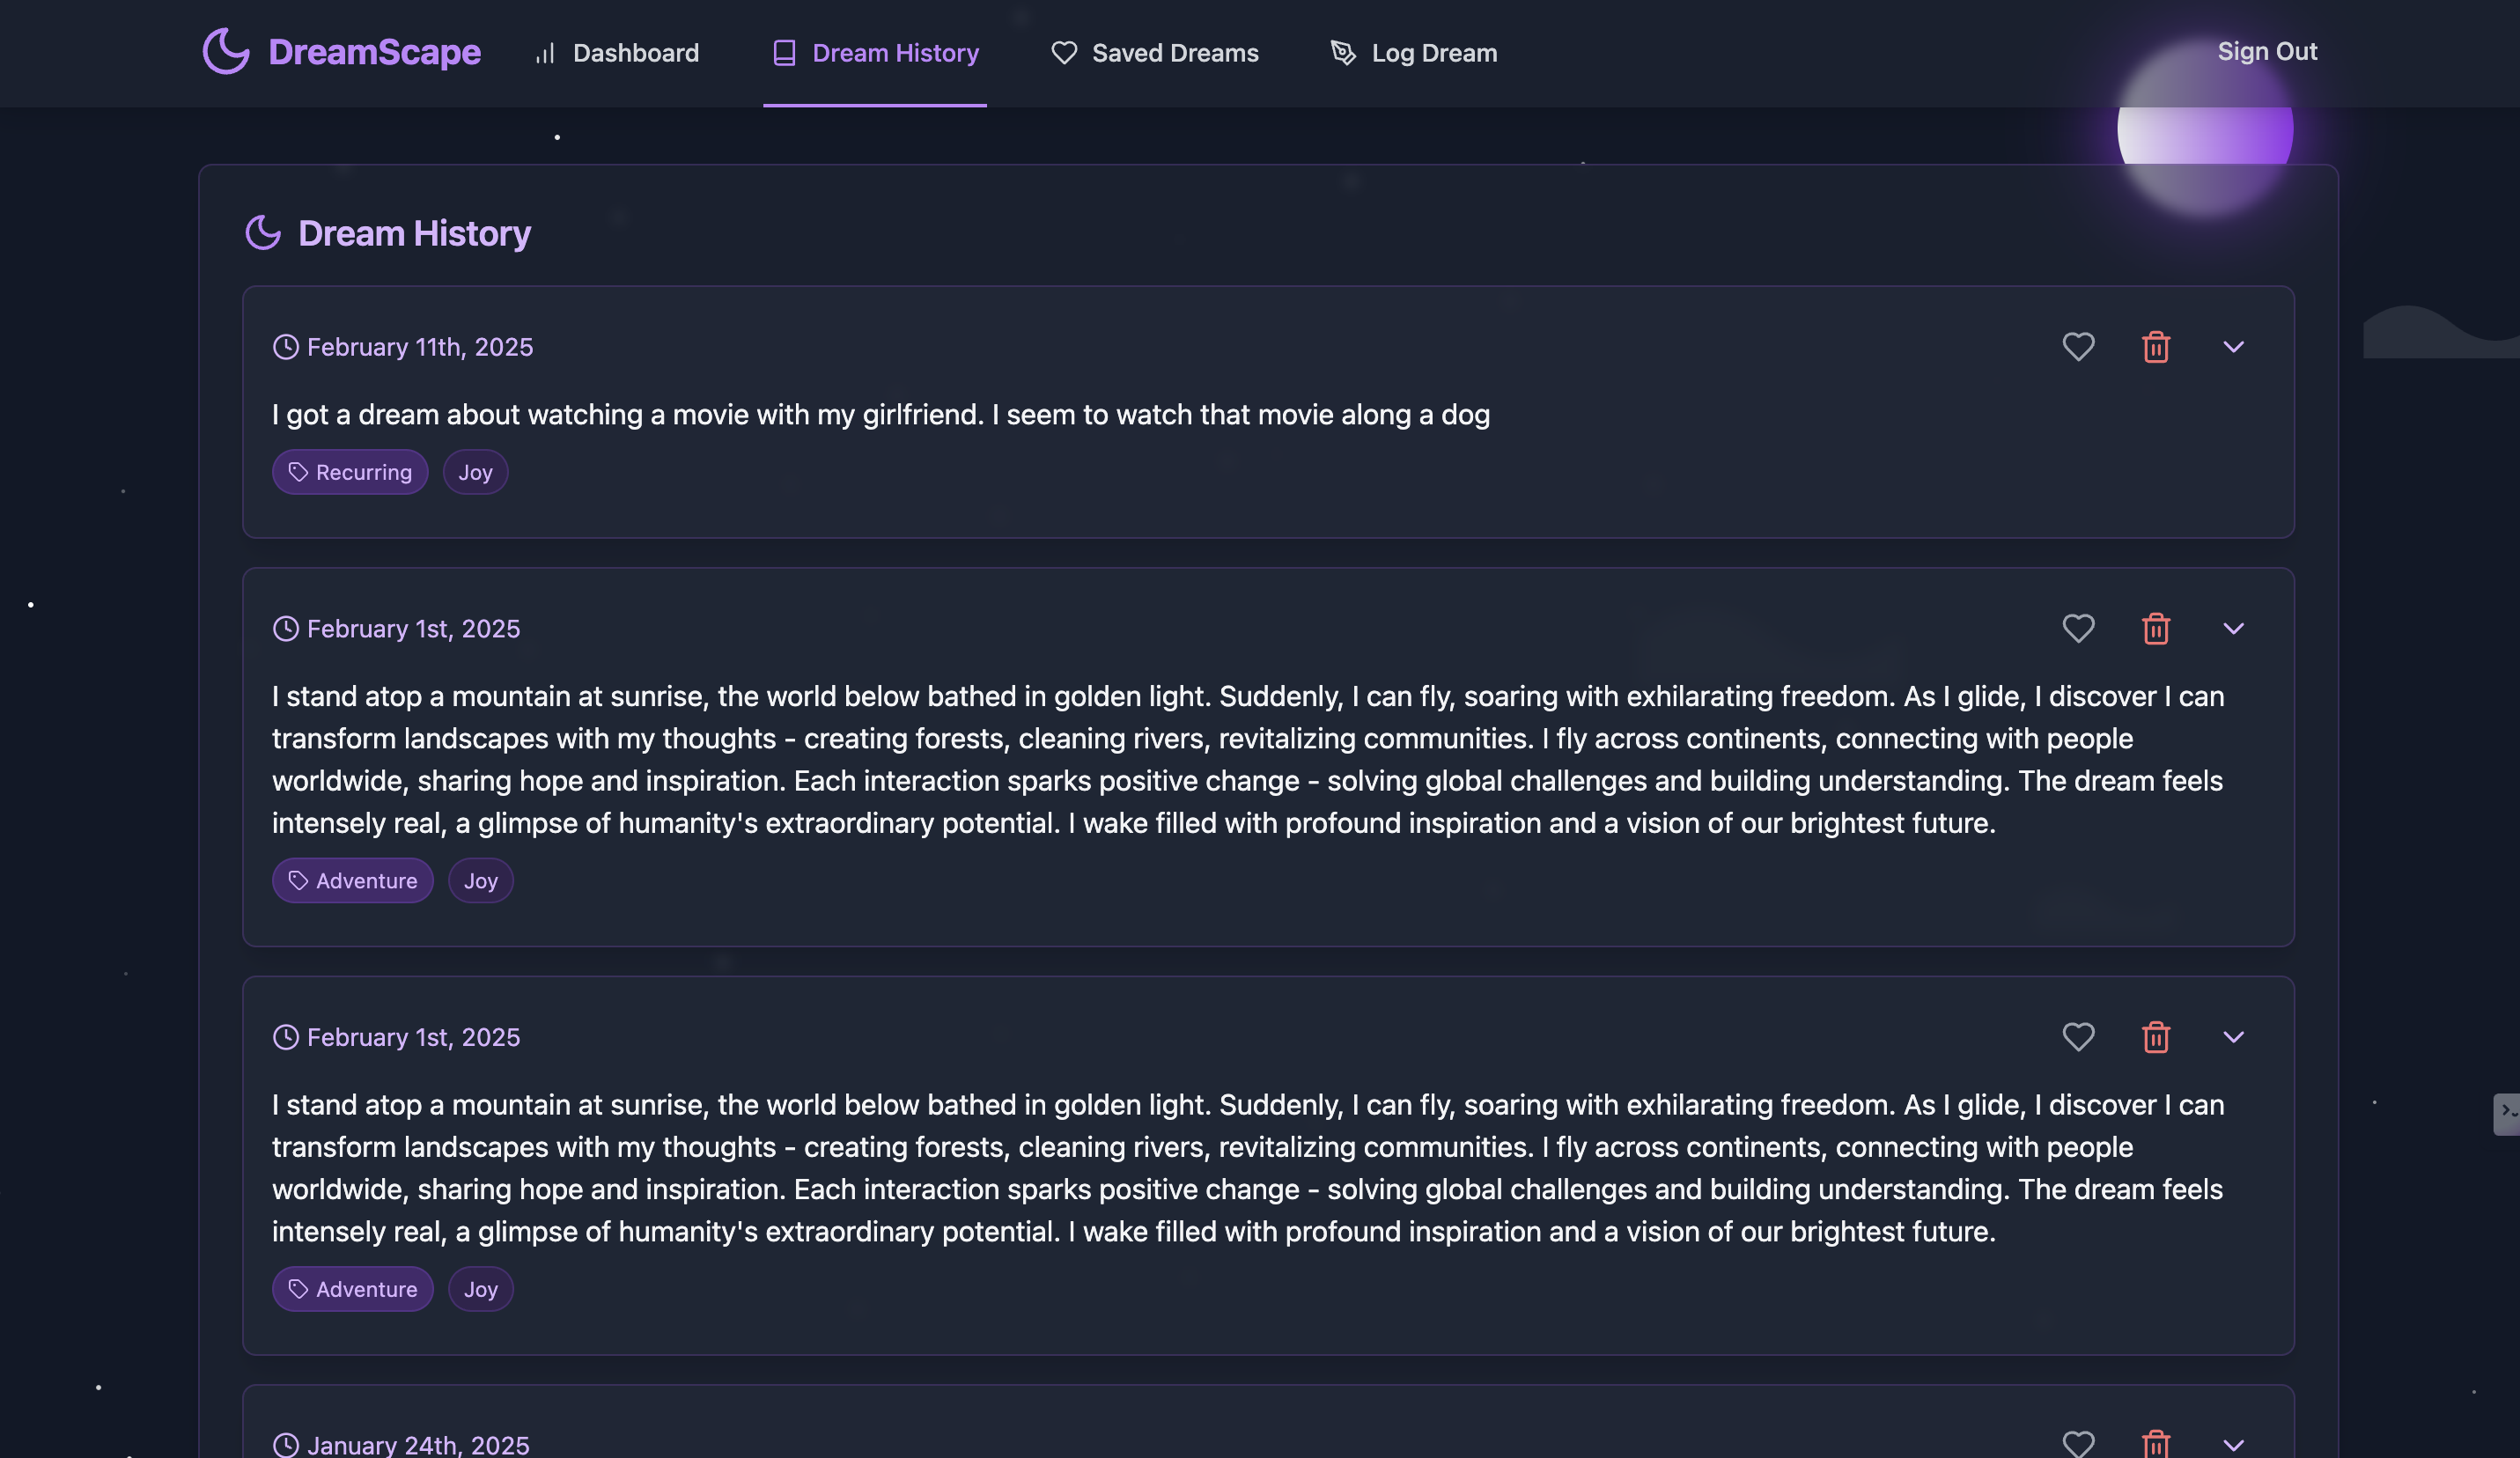 DreamScape
Dashboard
Dream History
Saved Dreams
Log Dream
Sign Out
Dream History
February 11th, 2025
I got a dream about watching a movie with my girlfriend. I seem to watch that movie along a dog
Recurring
Joy
February 1st, 2025
I stand atop a mountain at sunrise, the world below bathed in golden light. Suddenly, I can fly, soaring with exhilarating freedom. As I glide, I discover I can
transform landscapes with my thoughts - creating forests, cleaning rivers, revitalizing communities. I fly across continents, connecting with people
worldwide, sharing hope and inspiration. Each interaction sparks positive change - solving global challenges and building understanding. The dream feels
intensely real, a glimpse of humanity's extraordinary potential. I wake filled with profound inspiration and a vision of our brightest future.
Adventure
Joy
February 1st, 2025
I stand atop a mountain at sunrise, the world below bathed in golden light. Suddenly, I can fly, soaring with exhilarating freedom. As I glide, I discover I can
transform landscapes with my thoughts - creating forests, cleaning rivers, revitalizing communities. I fly across continents, connecting with people
worldwide, sharing hope and inspiration. Each interaction sparks positive change - solving global challenges and building understanding. The dream feels
intensely real, a glimpse of humanity's extraordinary potential. I wake filled with profound inspiration and a vision of our brightest future.
Adventure
Joy
January 24th, 2025